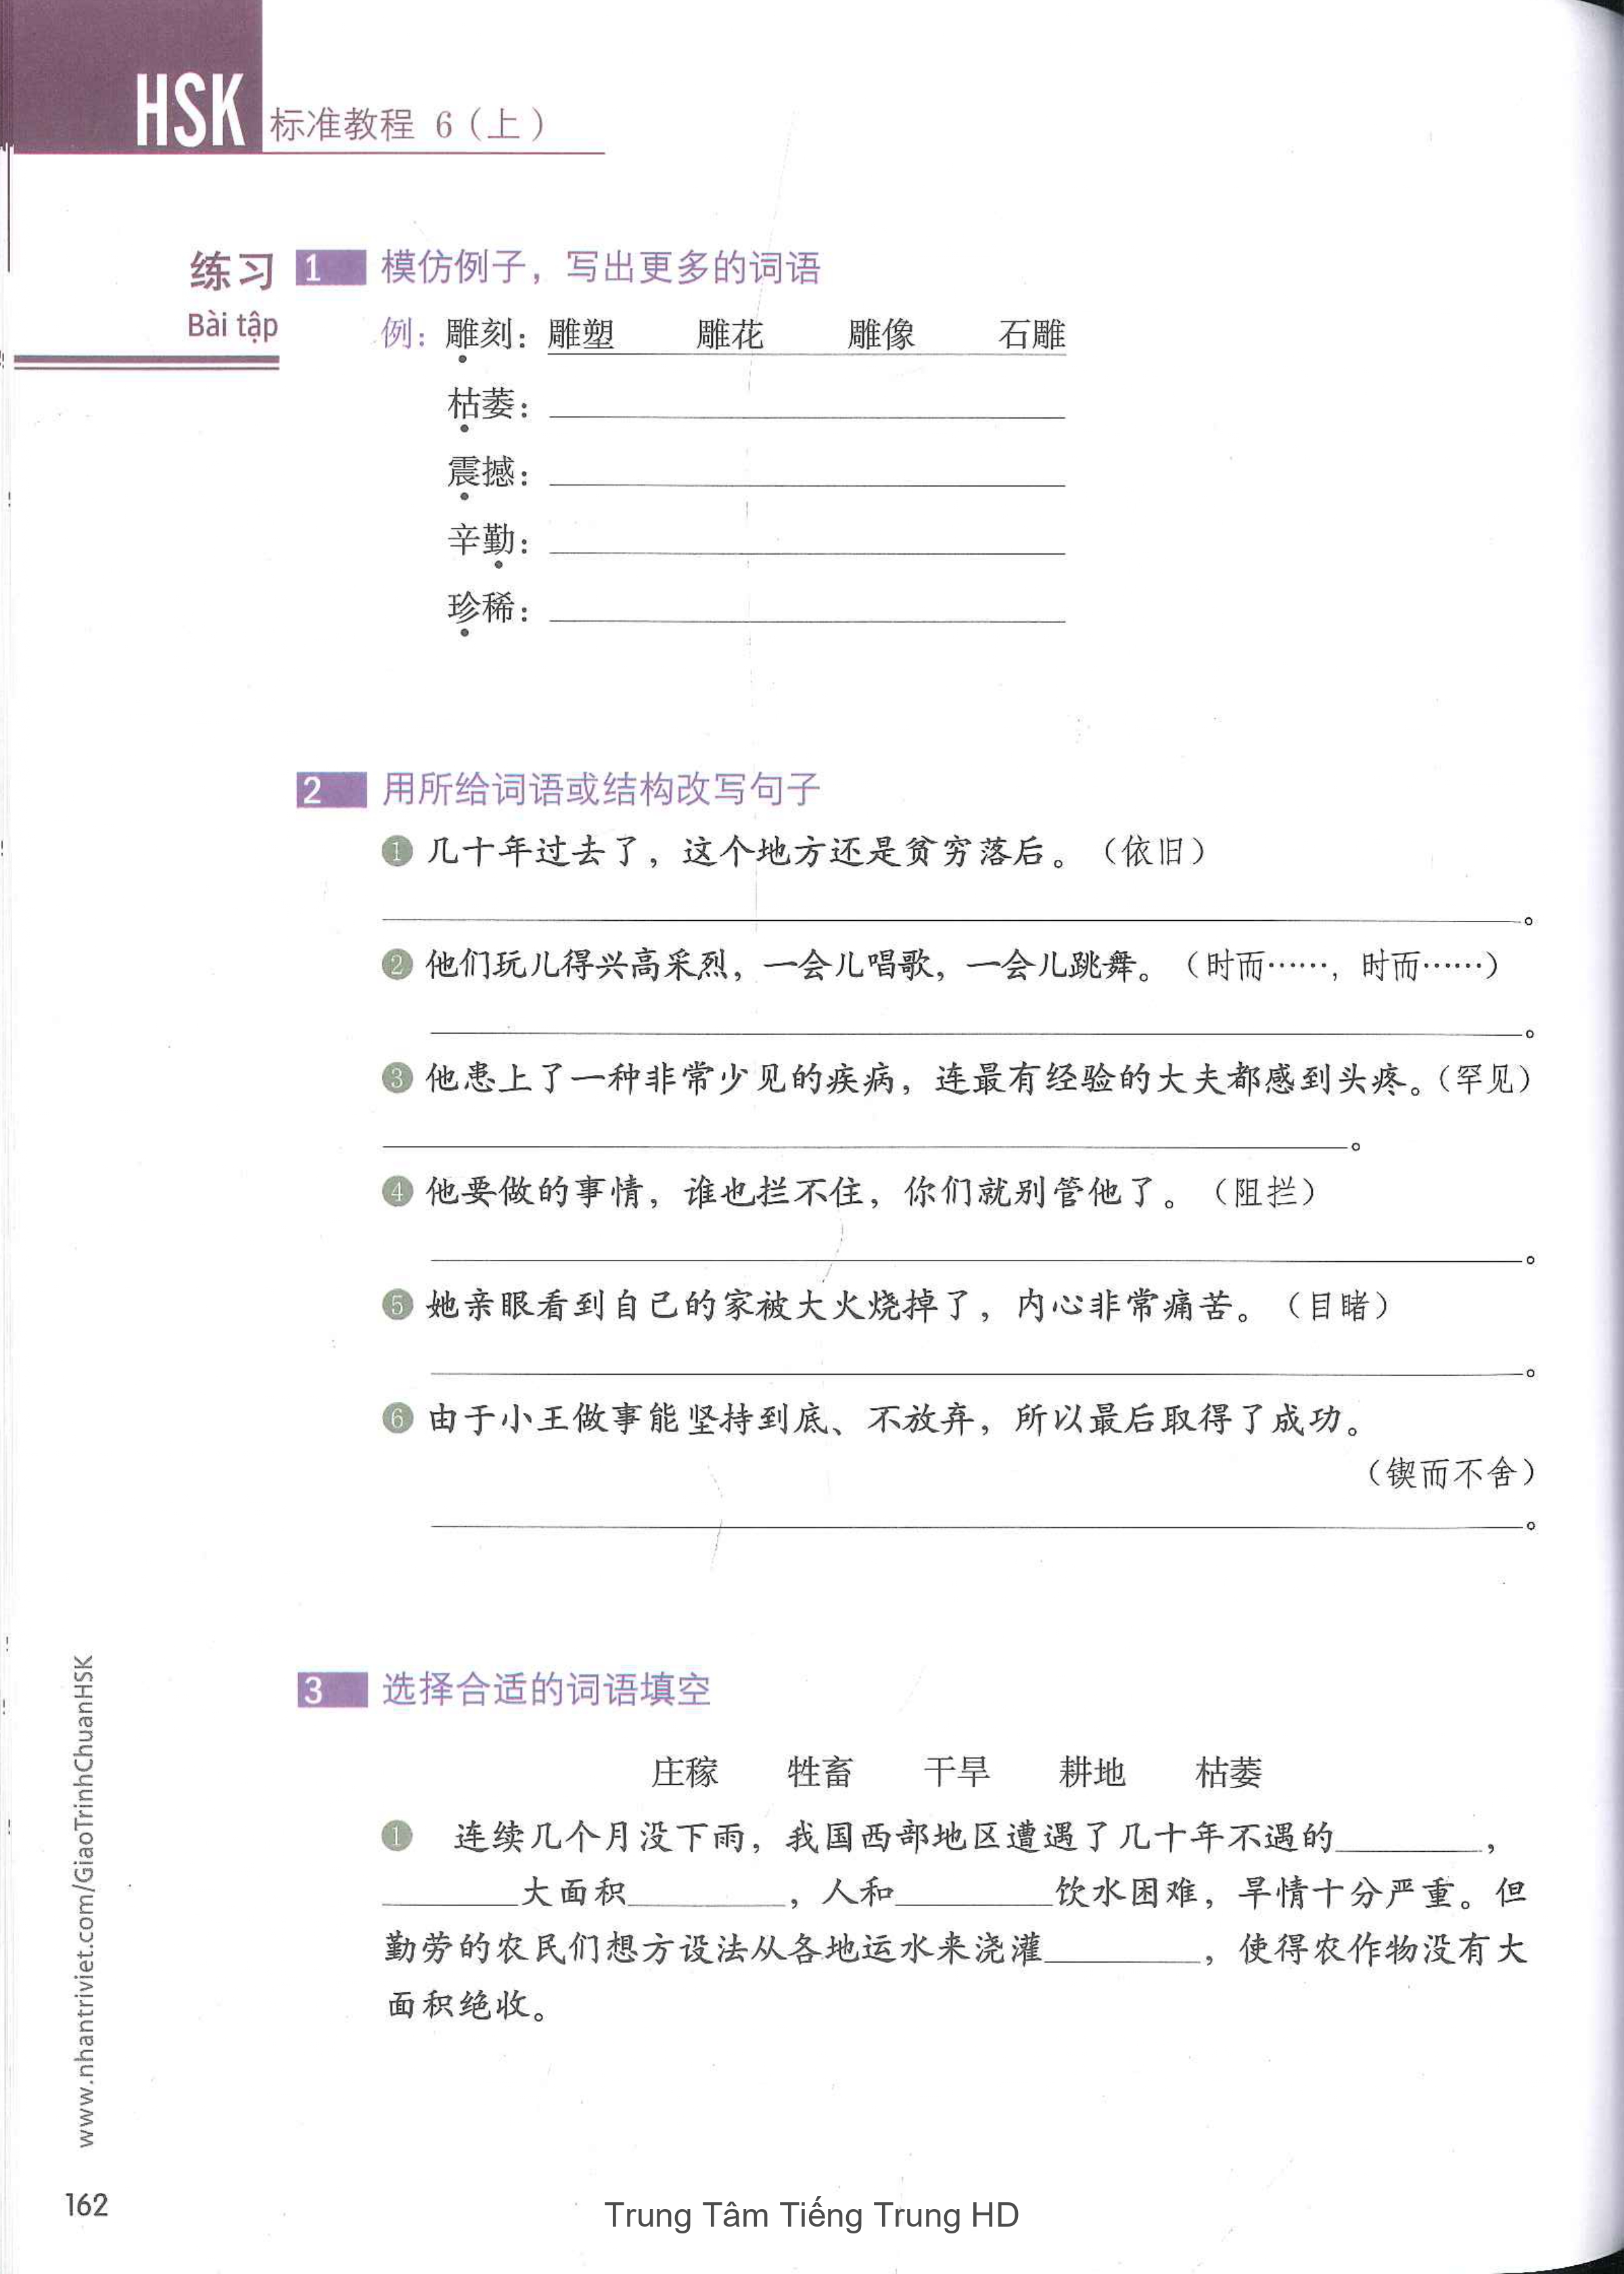 HSK 标准教程 6（上）
练习
Bài tập
1 模仿例子，写出更多的词语
例：雕刻：雕塑 雕花 雕像 石雕
枯萎：
震撼：
辛勤：
珍稀：
2 用所给词语或结构改写句子
1 几十年过去了，这个地方还是贫穷落后。（依旧）
。
2 他们玩儿得兴高采烈，一会儿唱歌，一会儿跳舞。（时而……，时而……）
。
3 他患上了一种非常少见的疾病，连最有经验的大夫都感到头疼。（罕见）
。
4 他要做的事情，谁也拦不住，你们就别管他了。（阻拦）
。
5 她亲眼看到自己的家被大火烧掉了，内心非常痛苦。（目睹）
。
6 由于小王做事能坚持到底、不放弃，所以最后取得了成功。
（锲而不舍）
。
3 选择合适的词语填空
庄稼 牲畜 干旱 耕地 枯萎
1 连续几个月没下雨，我国西部地区遭遇了几十年不遇的________，
________大面积________，人和________饮水困难，旱情十分严重。但
勤劳的农民们想方设法从各地运水来浇灌________，使得农作物没有大
面积绝收。
www.nhantriviet.com/GiaoTrinhChuanHSK
162
Trung Tâm Tiếng Trung HD